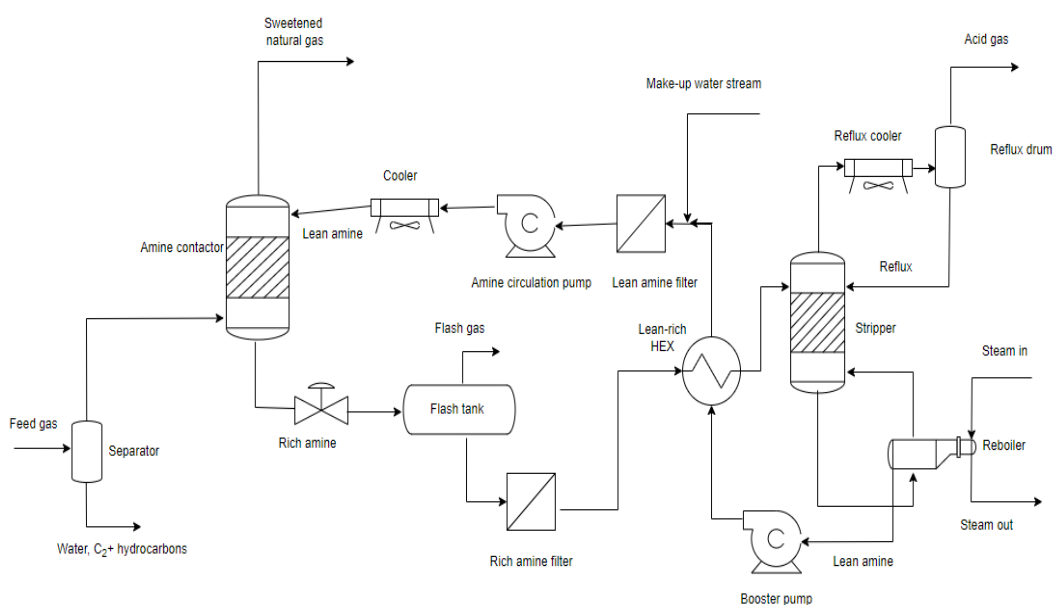 Sweetened
natural gas
Acid gas
Make-up water stream
Reflux cooler
Reflux drum
Cooler
C
Lean amine
Amine contactor
Amine circulation pump
Lean amine filter
Reflux
Flash gas
Lean-rich
HEX
Stripper
Steam in
Flash tank
Feed gas
Separator
Rich amine
Reboiler
Steam out
C
Water, C₂+ hydrocarbons
Rich amine filter
Lean amine
Booster pump